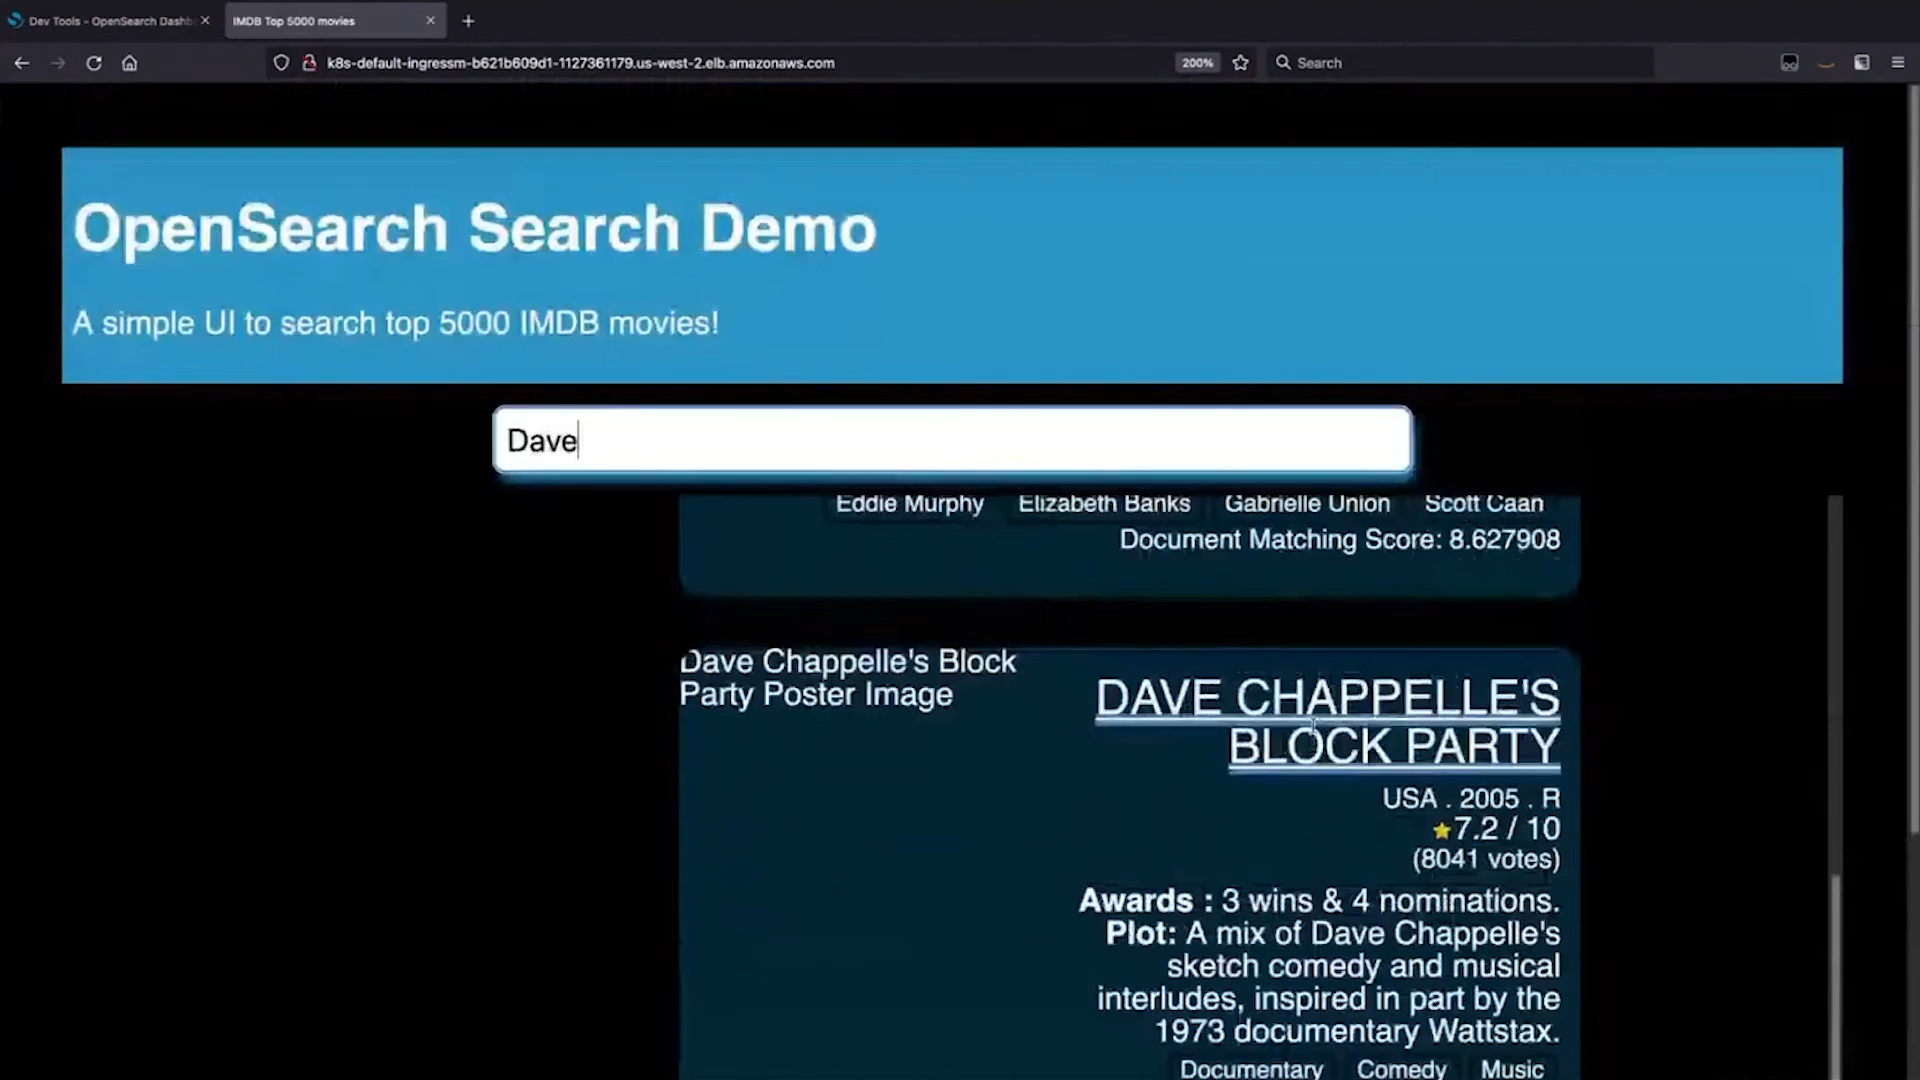 Dev Tools - OpenSearch Dashb
IMDB Top 5000 movies
k8s-default-ingressm-b621b609d1-1127361179.us-west-2.elb.amazonaws.com
200%
Search
OpenSearch Search Demo
A simple UI to search top 5000 IMDB movies!
Dave
Eddie Murphy Elizabeth Banks Gabrielle Union Scott Caan
Document Matching Score: 8.627908
Dave Chappelle's Block
Party Poster Image
DAVE CHAPPELLE'S
BLOCK PARTY
USA . 2005 . R
7.2 / 10
(8041 votes)
Awards : 3 wins & 4 nominations.
Plot: A mix of Dave Chappelle's
sketch comedy and musical
interludes, inspired in part by the
1973 documentary Wattstax.
Documentary Comedy Music